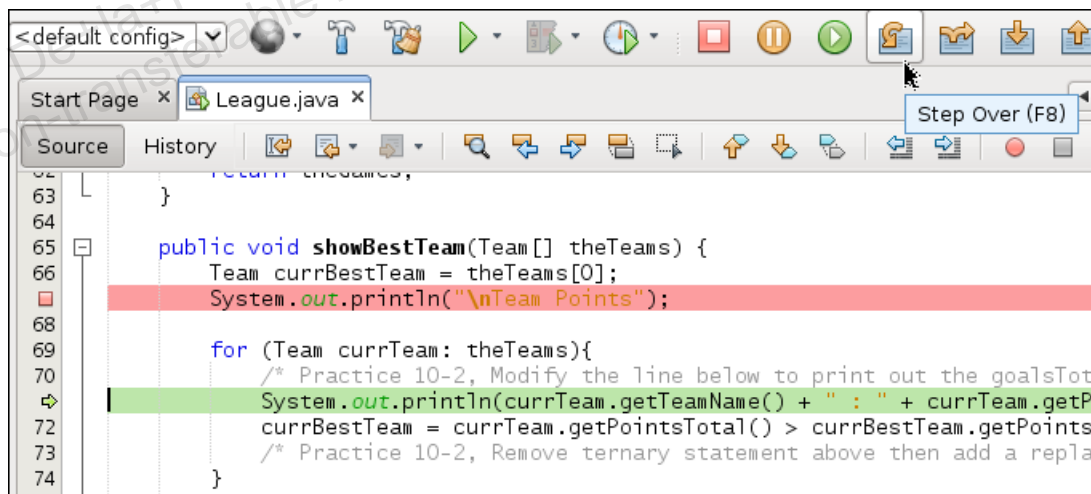 <default config>
Start Page
League.java
Step Over (F8)
Source
History
63 }
64
65 public void showBestTeam(Team[] theTeams) {
66 Team currBestTeam = theTeams[0];
System.out.println("\nTeam Points");
68
69 for (Team currTeam: theTeams){
70 /* Practice 10-2, Modify the line below to print out the goalsTot
System.out.println(currTeam.getTeamName() + " : " + currTeam.getP
72 currBestTeam = currTeam.getPointsTotal() > currBestTeam.getPoints
73 /* Practice 10-2, Remove ternary statement above then add a repla
74 }